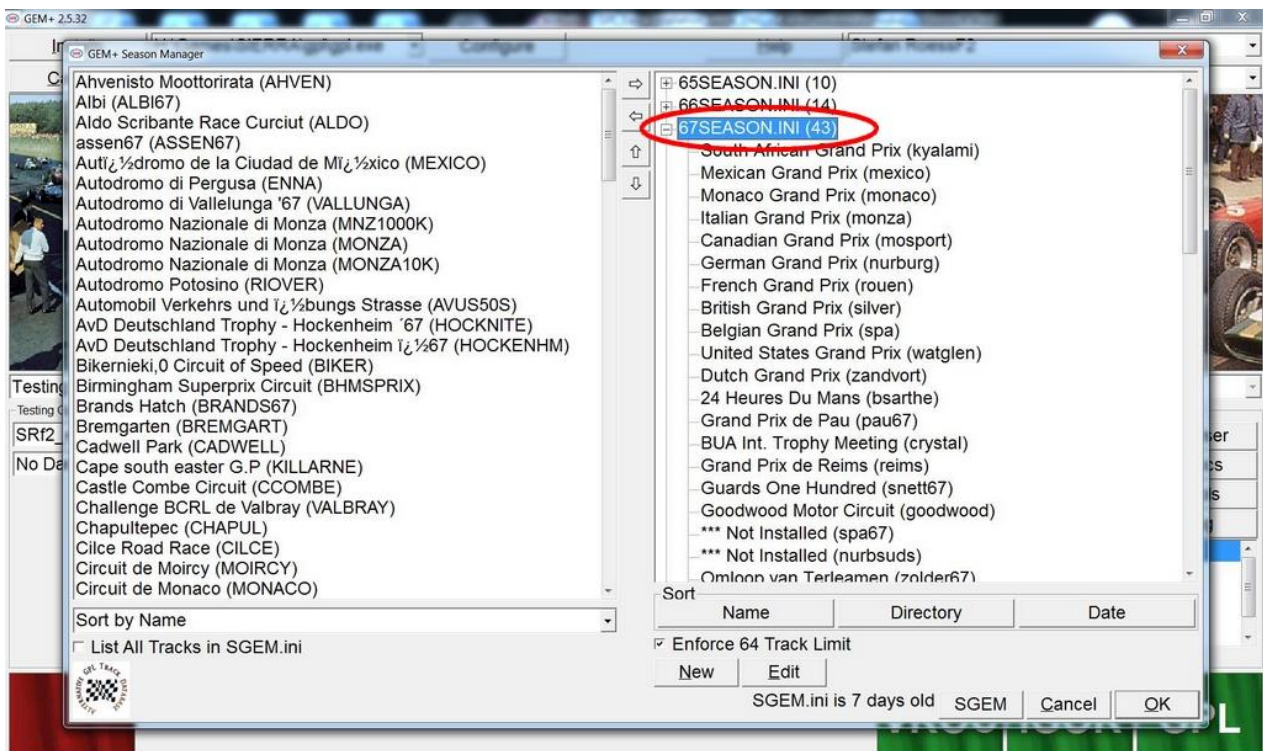 GEM+ 2.5.32
Configure
Help
Stefan RoessF2
GEM+ Season Manager
Ahvenisto Moottorirata (AHVEN)
Albi (ALBI67)
Aldo Scribante Race Curciut (ALDO)
assen67 (ASSEN67)
Autï¿½dromo de la Ciudad de Mï¿½xico (MEXICO)
Autodromo di Pergusa (ENNA)
Autodromo di Vallelunga '67 (VALLUNGA)
Autodromo Nazionale di Monza (MNZ1000K)
Autodromo Nazionale di Monza (MONZA)
Autodromo Nazionale di Monza (MONZA10K)
Autodromo Potosino (RIOVER)
Automobil Verkehrs und ï¿½bungs Strasse (AVUS50S)
AvD Deutschland Trophy - Hockenheim ´67 (HOCKNITE)
AvD Deutschland Trophy - Hockenheim ï¿½67 (HOCKENHM)
Bikernieki,0 Circuit of Speed (BIKER)
Birmingham Superprix Circuit (BHMSPRIX)
Brands Hatch (BRANDS67)
Bremgarten (BREMGART)
Cadwell Park (CADWELL)
Cape south easter G.P (KILLARNE)
Castle Combe Circuit (CCOMBE)
Challenge BCRL de Valbray (VALBRAY)
Chapultepec (CHAPUL)
Cilce Road Race (CILCE)
Circuit de Moircy (MOIRCY)
Circuit de Monaco (MONACO)
Sort by Name
List All Tracks in SGEM.ini
GPL TRACK DATABASE
65SEASON.INI (10)
66SEASON.INI (14)
67SEASON.INI (43)
South African Grand Prix (kyalami)
Mexican Grand Prix (mexico)
Monaco Grand Prix (monaco)
Italian Grand Prix (monza)
Canadian Grand Prix (mosport)
German Grand Prix (nurburg)
French Grand Prix (rouen)
British Grand Prix (silver)
Belgian Grand Prix (spa)
United States Grand Prix (watglen)
Dutch Grand Prix (zandvort)
24 Heures Du Mans (bsarthe)
Grand Prix de Pau (pau67)
BUA Int. Trophy Meeting (crystal)
Grand Prix de Reims (reims)
Guards One Hundred (snett67)
Goodwood Motor Circuit (goodwood)
*** Not Installed (spa67)
*** Not Installed (nurbsuds)
Omloop van Terleamen (zolder67)
Sort
Name Directory Date
Enforce 64 Track Limit
New Edit
SGEM.ini is 7 days old SGEM Cancel OK
Testing
SRf2_
No Da